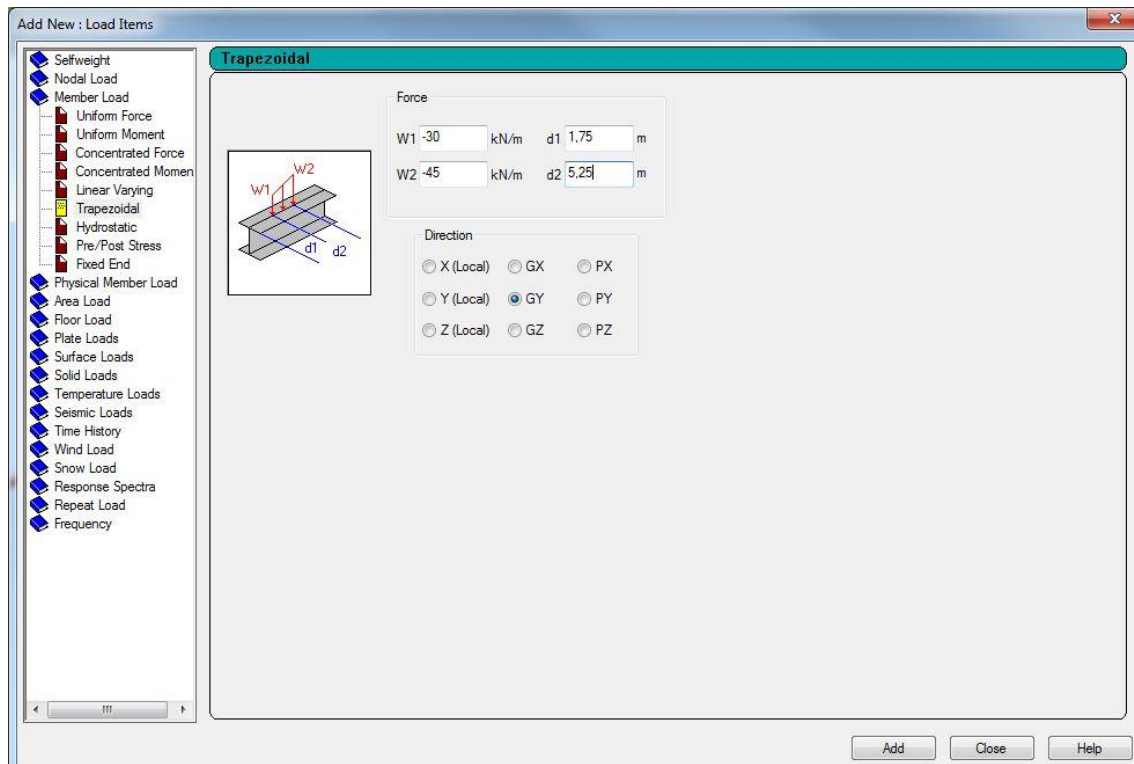 Add New : Load Items
Selfweight
Nodal Load
Member Load
Uniform Force
Uniform Moment
Concentrated Force
Concentrated Momen
Linear Varying
Trapezoidal
Hydrostatic
Pre/Post Stress
Fixed End
Physical Member Load
Area Load
Floor Load
Plate Loads
Surface Loads
Solid Loads
Temperature Loads
Seismic Loads
Time History
Wind Load
Snow Load
Response Spectra
Repeat Load
Frequency
Trapezoidal
Force
W1 -30 kN/m d1 1,75 m
W2 -45 kN/m d2 5,25 m
W2
W1
d1 d2
Direction
X (Local) GX PX
Y (Local) GY PY
Z (Local) GZ PZ
Add Close Help